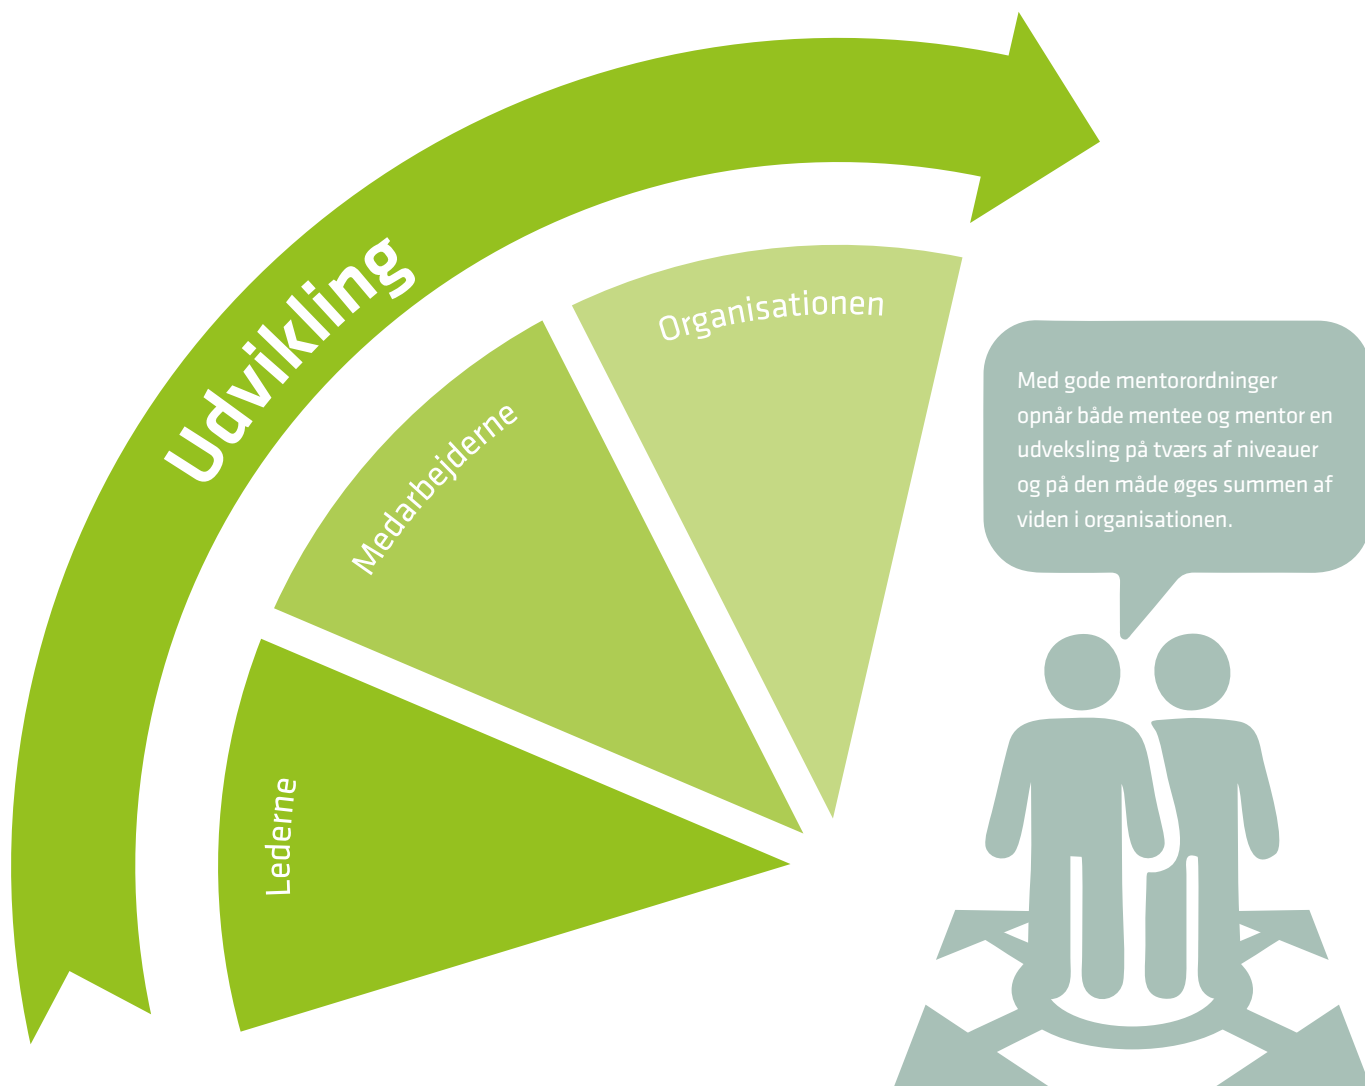 Udvikling
Organisationen
Medarbejderne
Lederne
Med gode mentorordninger
opnår både mentee og mentor en
udveksling på tværs af niveauer
og på den måde øges summen af
viden i organisationen.